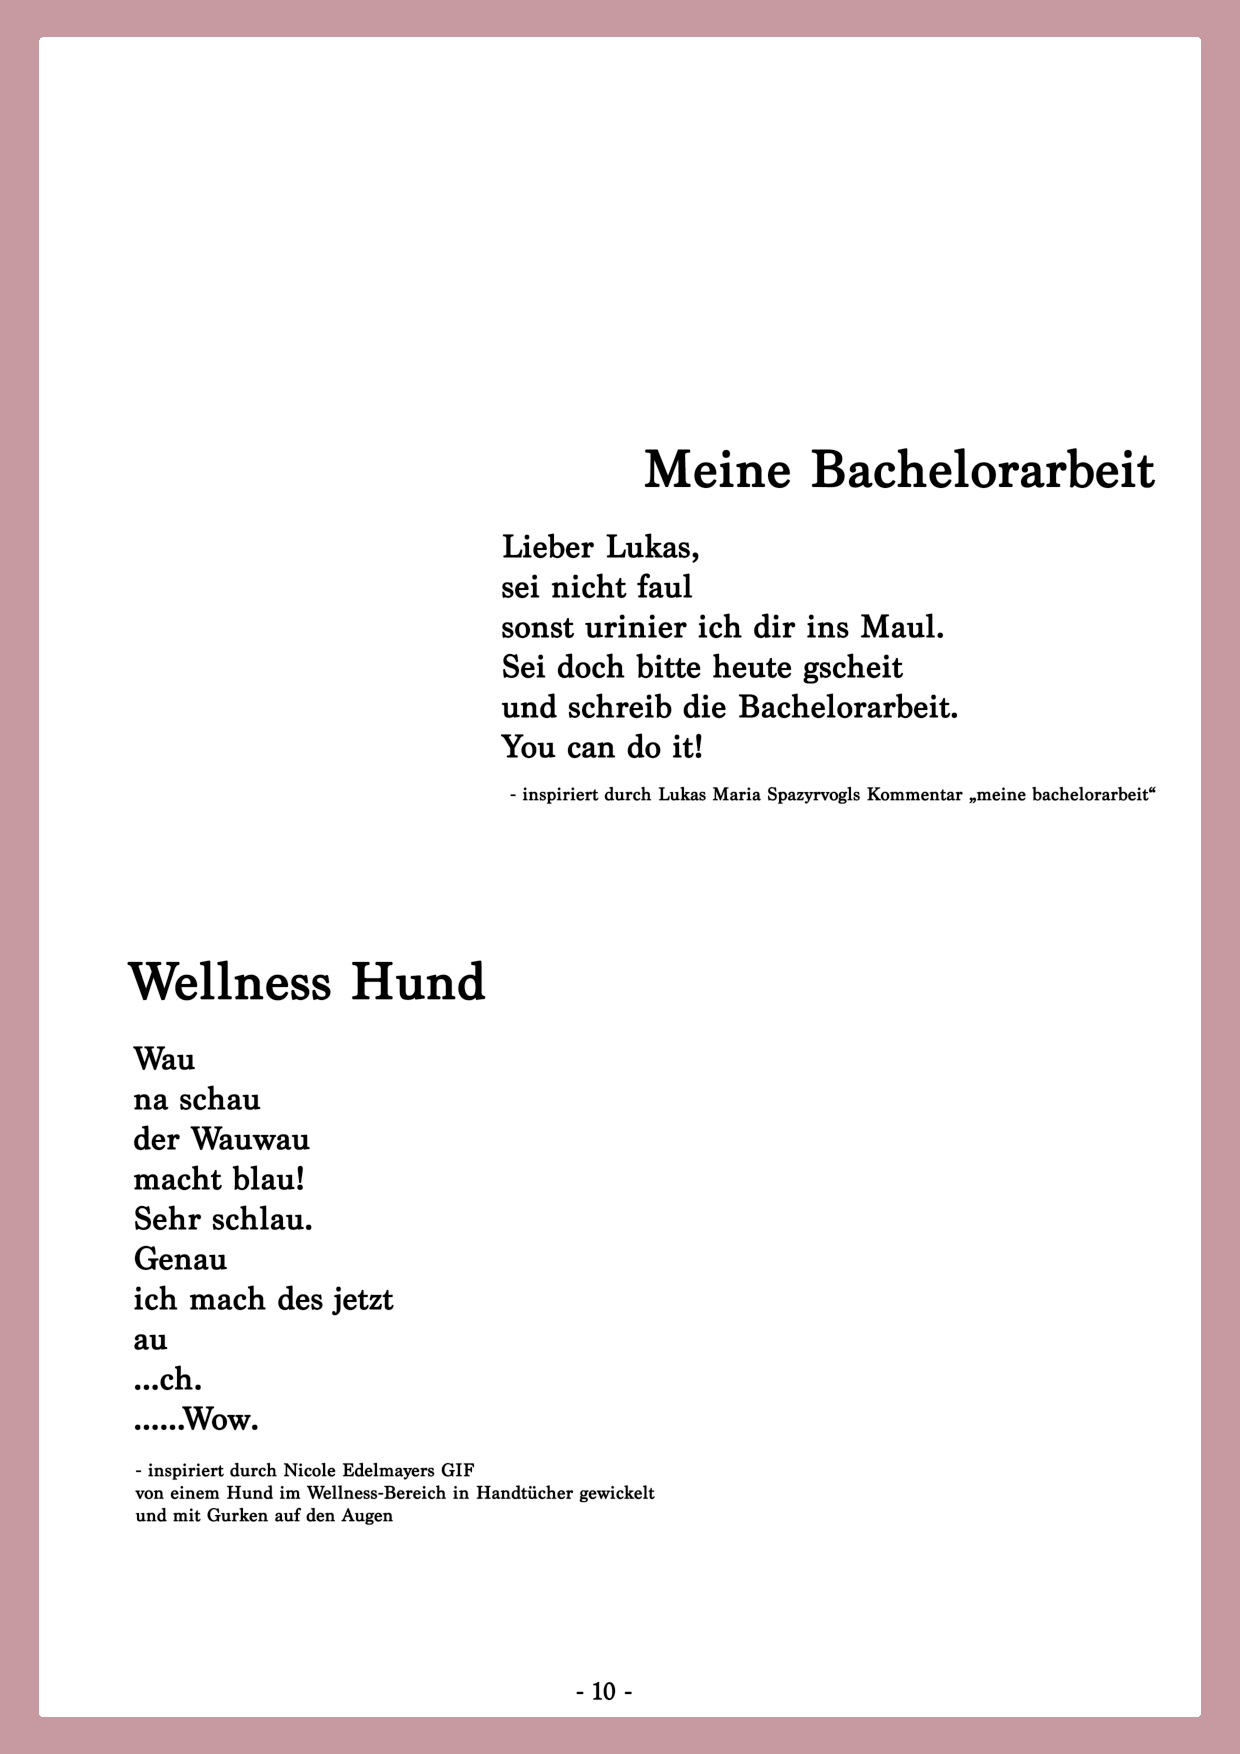 Meine Bachelorarbeit
Lieber Lukas,
sei nicht faul
sonst urinier ich dir ins Maul.
Sei doch bitte heute gscheit
und schreib die Bachelorarbeit.
You can do it!
- inspiriert durch Lukas Maria Spazyrvogls Kommentar „meine bachelorarbeit“
Wellness Hund
Wau
na schau
der Wauwau
macht blau!
Sehr schlau.
Genau
ich mach des jetzt
au
...ch.
......Wow.
- inspiriert durch Nicole Edelmayers GIF
von einem Hund im Wellness-Bereich in Handtücher gewickelt
und mit Gurken auf den Augen
- 10 -